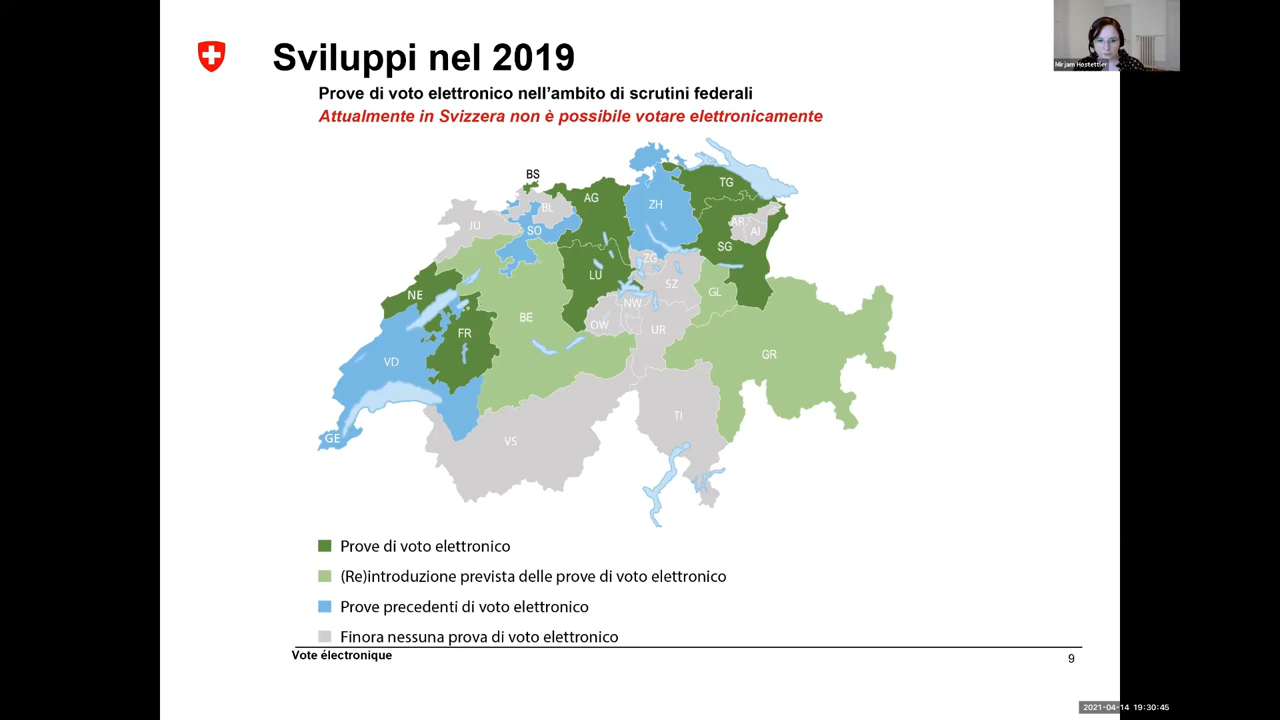 Sviluppi nel 2019
Mirjam Hostettler
Prove di voto elettronico nell'ambito di scrutini federali
Attualmente in Svizzera non è possibile votare elettronicamente
BS
TG
AG
BL
ZH
JU
AR
SO
AI
SG
ZG
LU
SZ
GL
NE
NW
BE
OW
UR
FR
GR
VD
TI
GE
VS
Prove di voto elettronico
(Re)introduzione prevista delle prove di voto elettronico
Prove precedenti di voto elettronico
Finora nessuna prova di voto elettronico
Vote électronique
9
2021-04-14 19:30:45